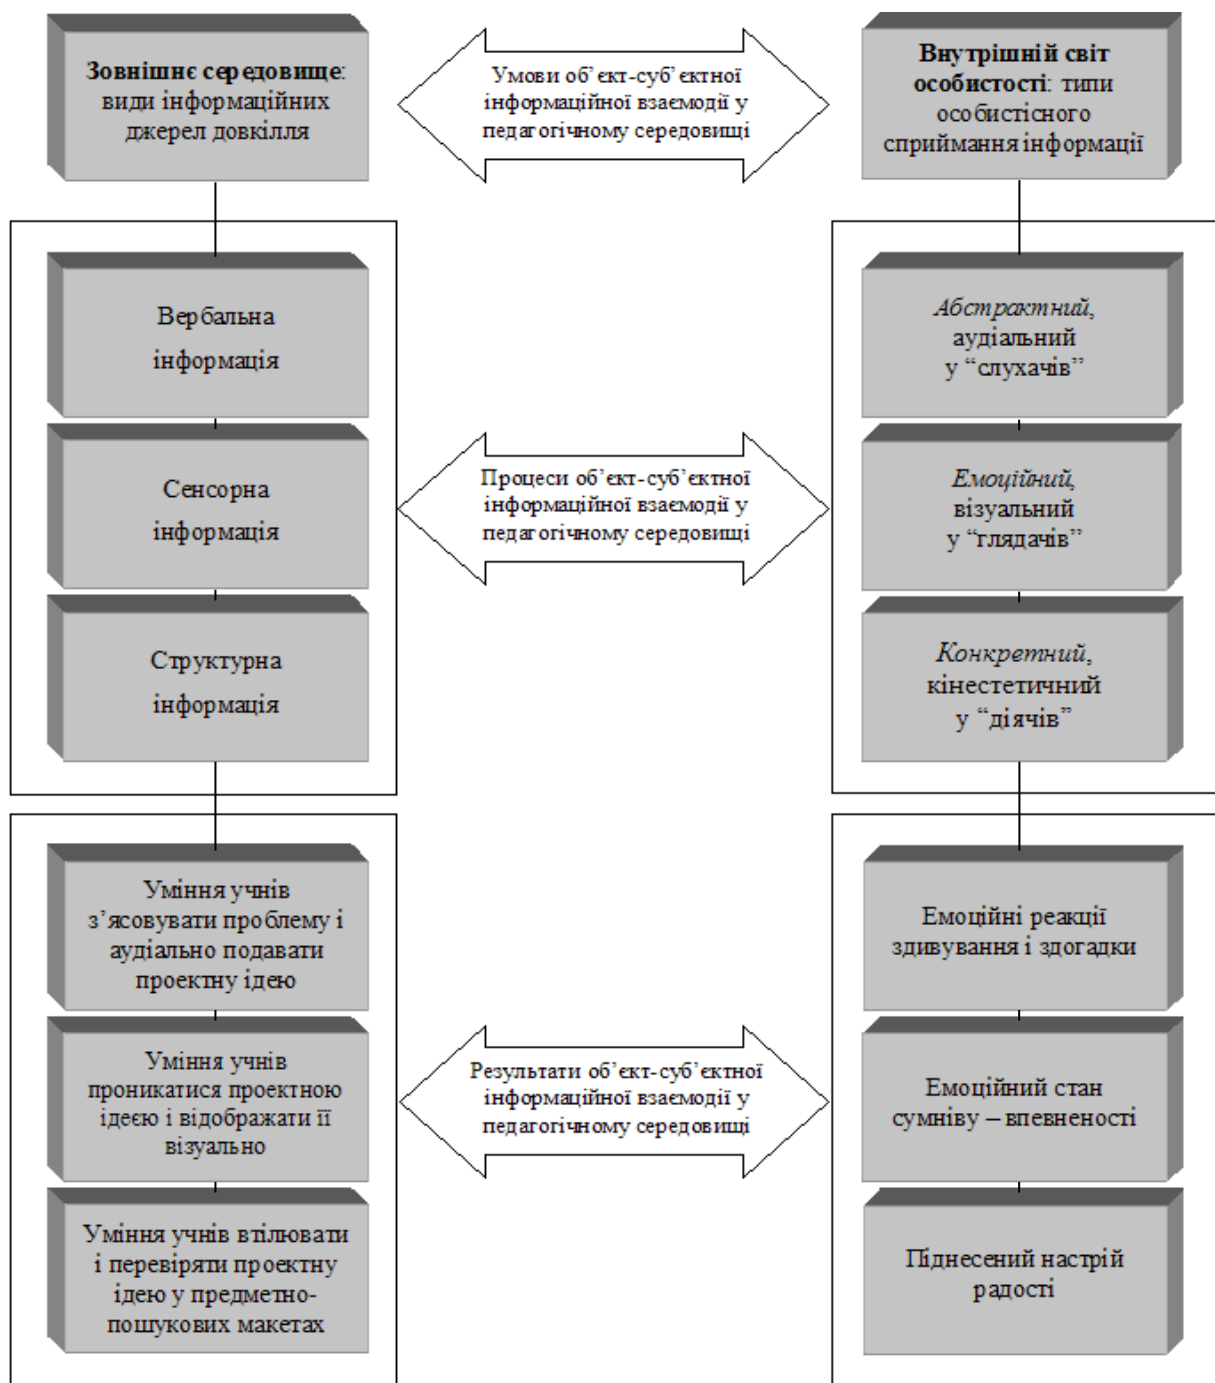 Зовнішнє середовище:
види інформаційних
джерел довкілля
Умови об’єкт-суб’єктної
інформаційної взаємодії у
педагогічному середовищі
Внутрішній світ
особистості: типи
особистісного
сприймання інформації
Вербальна
інформація
Сенсорна
інформація
Структурна
інформація
Процеси об’єкт-суб’єктної
інформаційної взаємодії у
педагогічному середовищі
Абстрактний,
аудіальний
у “слухачів”
Емоційний,
візуальний
у “глядачів”
Конкретний,
кінестетичний
у “діячів”
Уміння учнів
з’ясовувати проблему і
аудіально подавати
проектну ідею
Уміння учнів
проникатися проектною
ідеєю і відображати її
візуально
Уміння учнів втілювати
і перевіряти проектну
ідею у предметно-
пошукових макетах
Результати об’єкт-суб’єктної
інформаційної взаємодії у
педагогічному середовищі
Емоційні реакції
здивування і здогадки
Емоційний стан
сумніву – впевненості
Піднесений настрій
радості